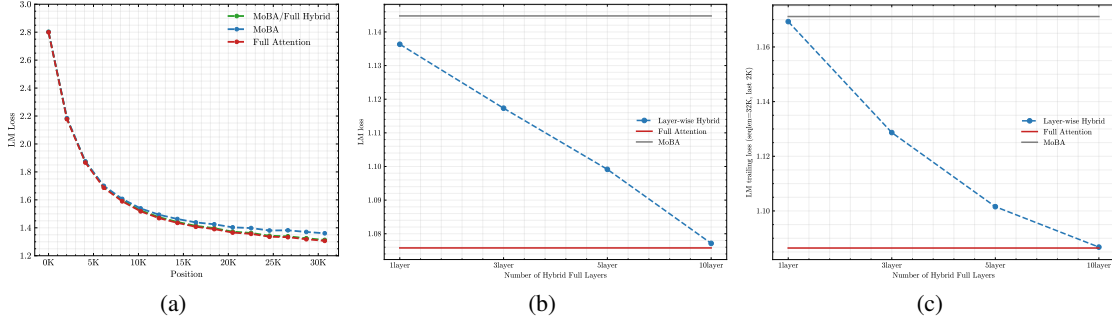 3.0
2.8
2.6
2.4
2.2
2.0
1.8
1.6
1.4
1.2
LM Loss
0K
5K
10K
15K
20K
25K
30K
Position
MoBA/Full Hybrid
MoBA
Full Attention
(a)
1.14
1.13
1.12
1.11
1.10
1.09
1.08
LM loss
1layer
3layer
5layer
10layer
Number of Hybrid Full Layers
Layer-wise Hybrid
Full Attention
MoBA
(b)
1.16
1.14
1.12
1.10
LM trailing loss (seqlen=32K, last 2K)
1layer
3layer
5layer
10layer
Number of Hybrid Full Layers
Layer-wise Hybrid
Full Attention
MoBA
(c)